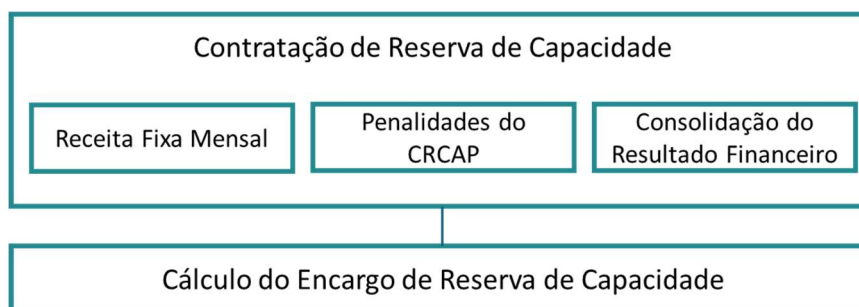 Contratação de Reserva de Capacidade
Receita Fixa Mensal
Penalidades do
CRCAP
Consolidação do
Resultado Financeiro
Cálculo do Encargo de Reserva de Capacidade